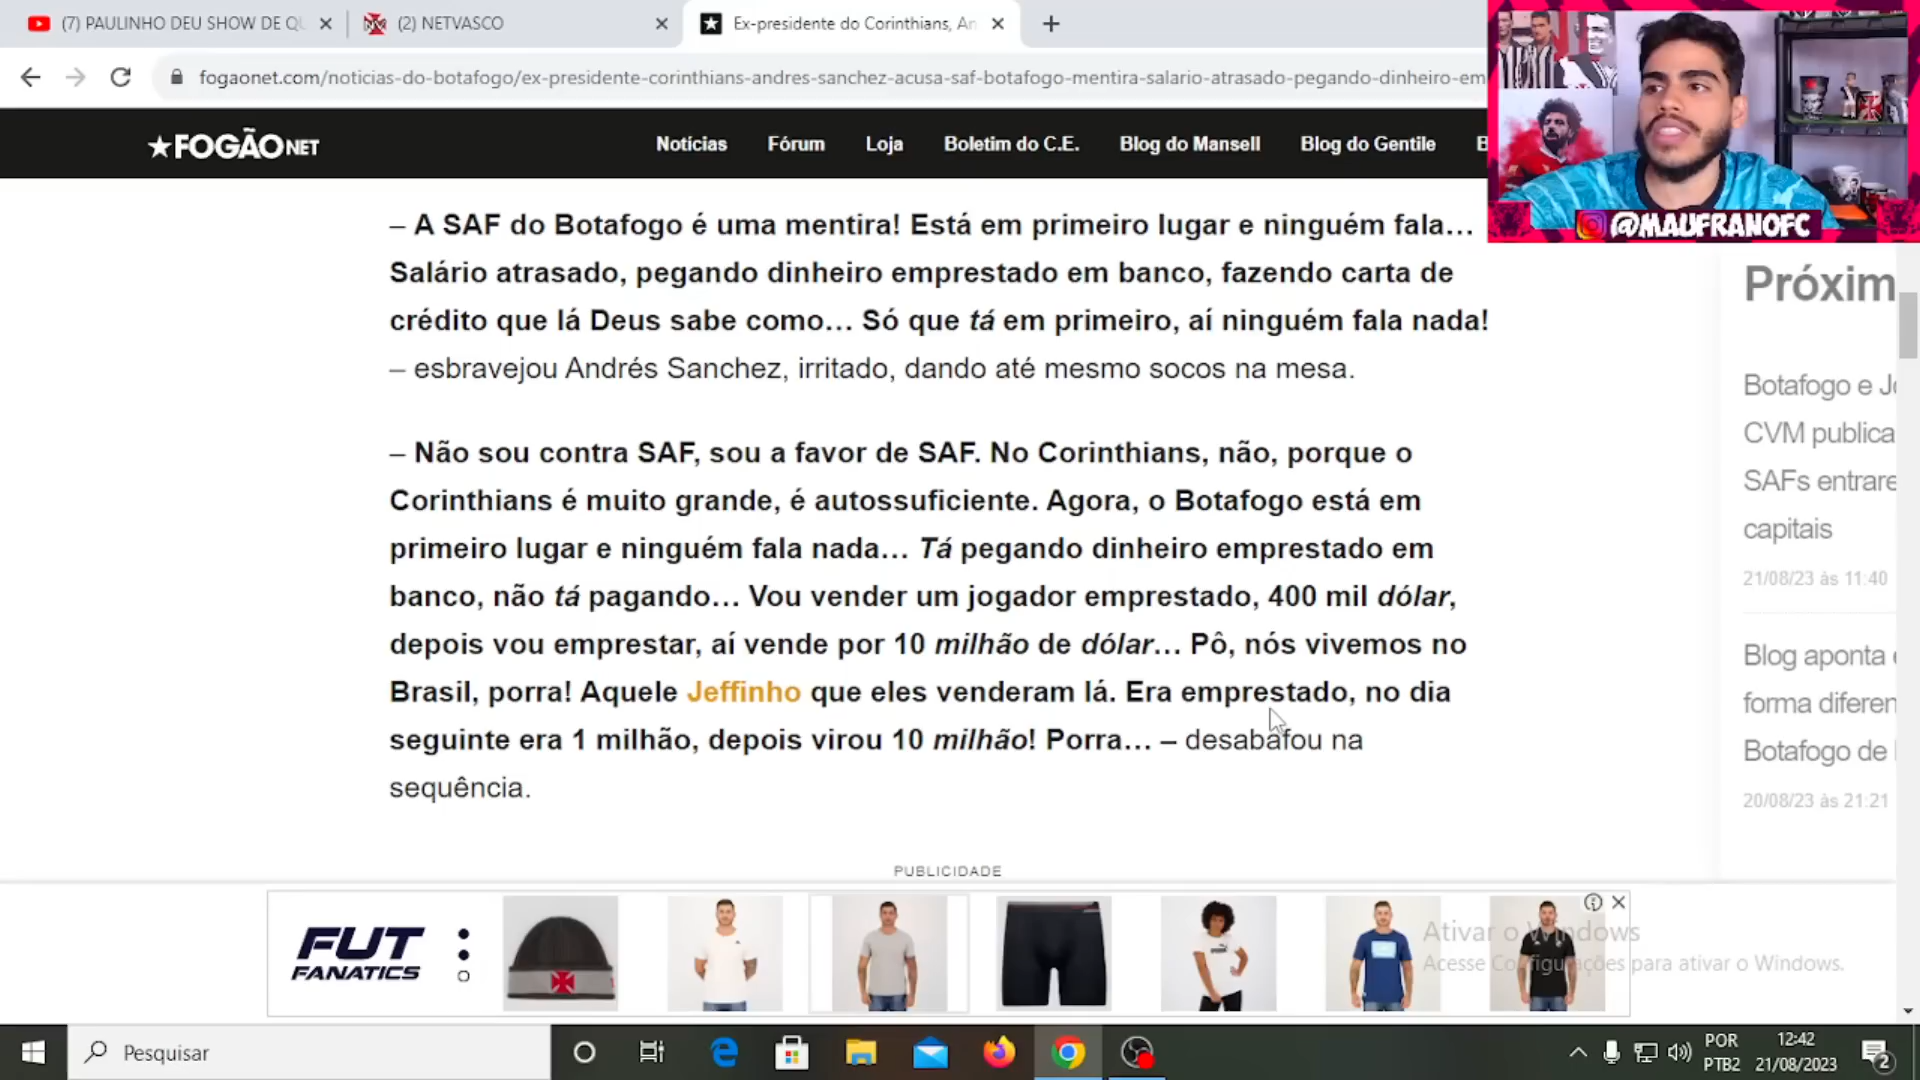 (7) PAULINHO DEU SHOW DE QU
(2) NETVASCO
Ex-presidente do Corinthians, An
fogaonet.com/noticias-do-botafogo/ex-presidente-corinthians-andres-sanchez-acusa-saf-botafogo-mentira-salario-atrasado-pegando-dinheiro-em
FOGÃO NET
Notícias Fórum Loja Boletim do C.E. Blog do Mansell Blog do Gentile B
@MAUFRANOFC
– A SAF do Botafogo é uma mentira! Está em primeiro lugar e ninguém fala…
Salário atrasado, pegando dinheiro emprestado em banco, fazendo carta de
crédito que lá Deus sabe como… Só que tá em primeiro, aí ninguém fala nada!
– esbravejou Andrés Sanchez, irritado, dando até mesmo socos na mesa.
– Não sou contra SAF, sou a favor de SAF. No Corinthians, não, porque o
Corinthians é muito grande, é autossuficiente. Agora, o Botafogo está em
primeiro lugar e ninguém fala nada… Tá pegando dinheiro emprestado em
banco, não tá pagando… Vou vender um jogador emprestado, 400 mil dólar,
depois vou emprestar, aí vende por 10 milhão de dólar… Pô, nós vivemos no
Brasil, porra! Aquele Jeffinho que eles venderam lá. Era emprestado, no dia
seguinte era 1 milhão, depois virou 10 milhão! Porra… – desabafou na
sequência.
Próxim
Botafogo e Jo
CVM publica
SAFs entrare
capitais
21/08/23 às 11:40
Blog aponta
forma diferen
Botafogo de
20/08/23 às 21:21
PUBLICIDADE
FUT
FANATICS
Ativar o Windows
Acesse Configurações para ativar o Windows.
Pesquisar
POR
PTB2
12:42
21/08/2023
2